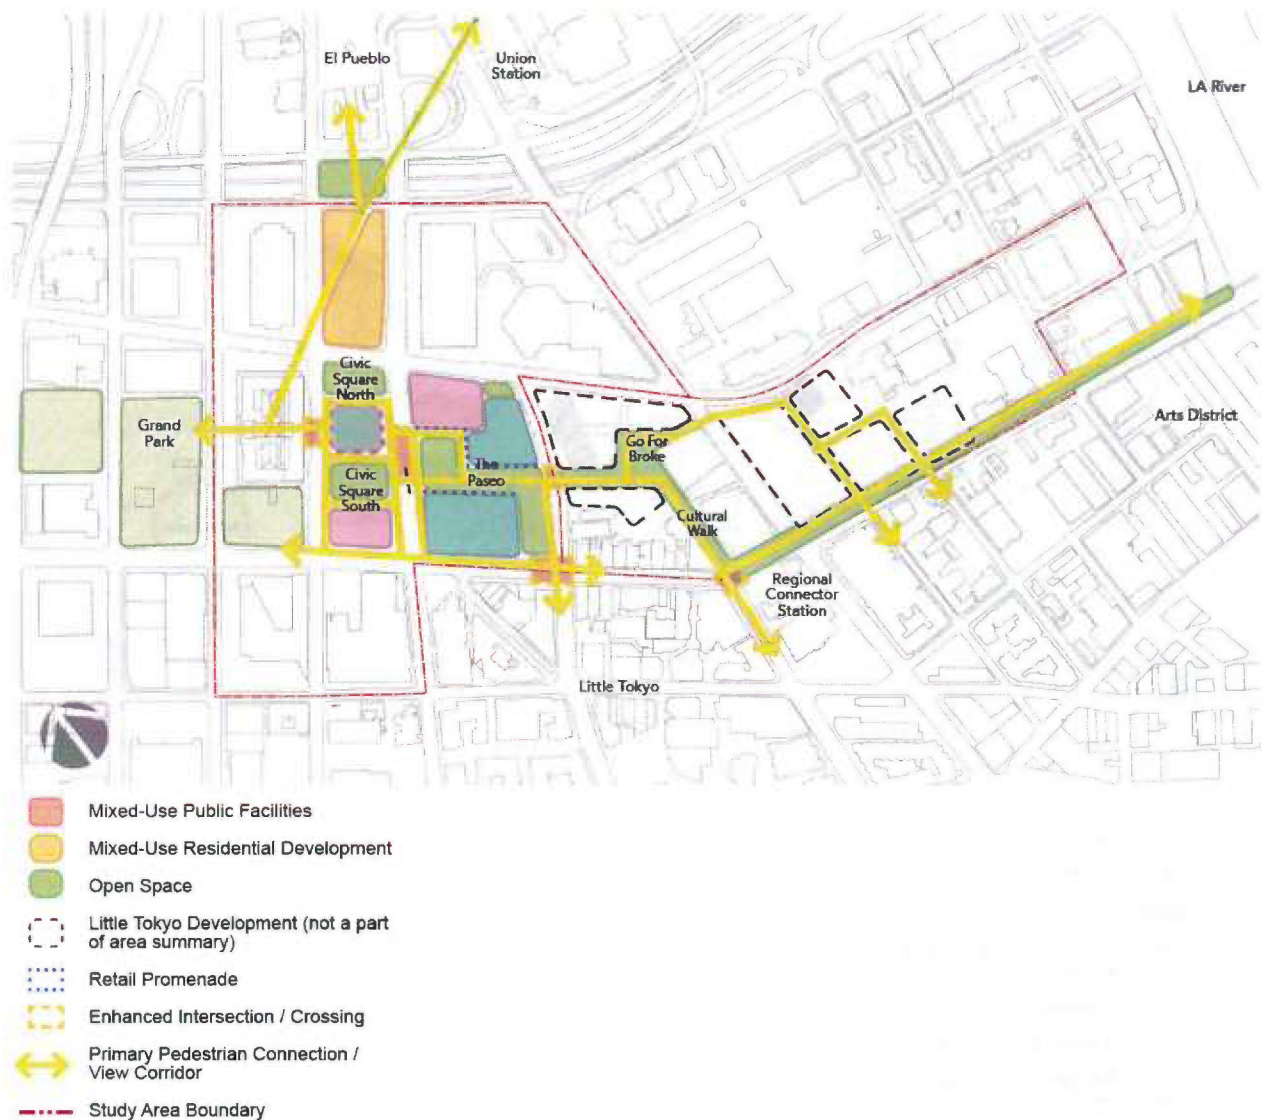 El Pueblo
Union
Station
LA River
Civic
Square
North
Grand
Park
Arts District
Go For
Broke
The
Paseo
Civic
Square
South
Cultural
Walk
Regional
Connector
Station
Little Tokyo
Mixed-Use Public Facilities
Mixed-Use Residential Development
Open Space
Little Tokyo Development (not a part
of area summary)
Retail Promenade
Enhanced Intersection / Crossing
Primary Pedestrian Connection /
View Corridor
Study Area Boundary